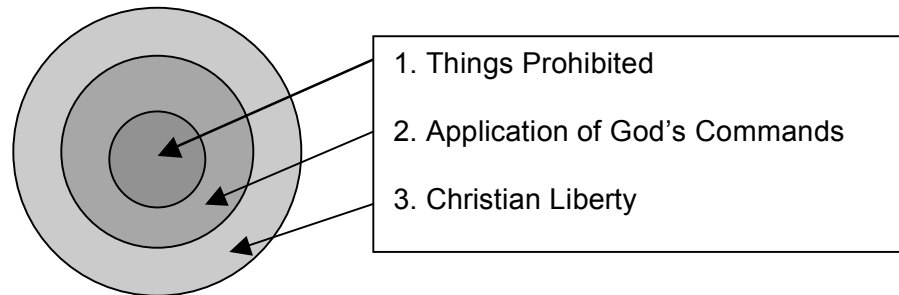 1. Things Prohibited
2. Application of God’s Commands
3. Christian Liberty